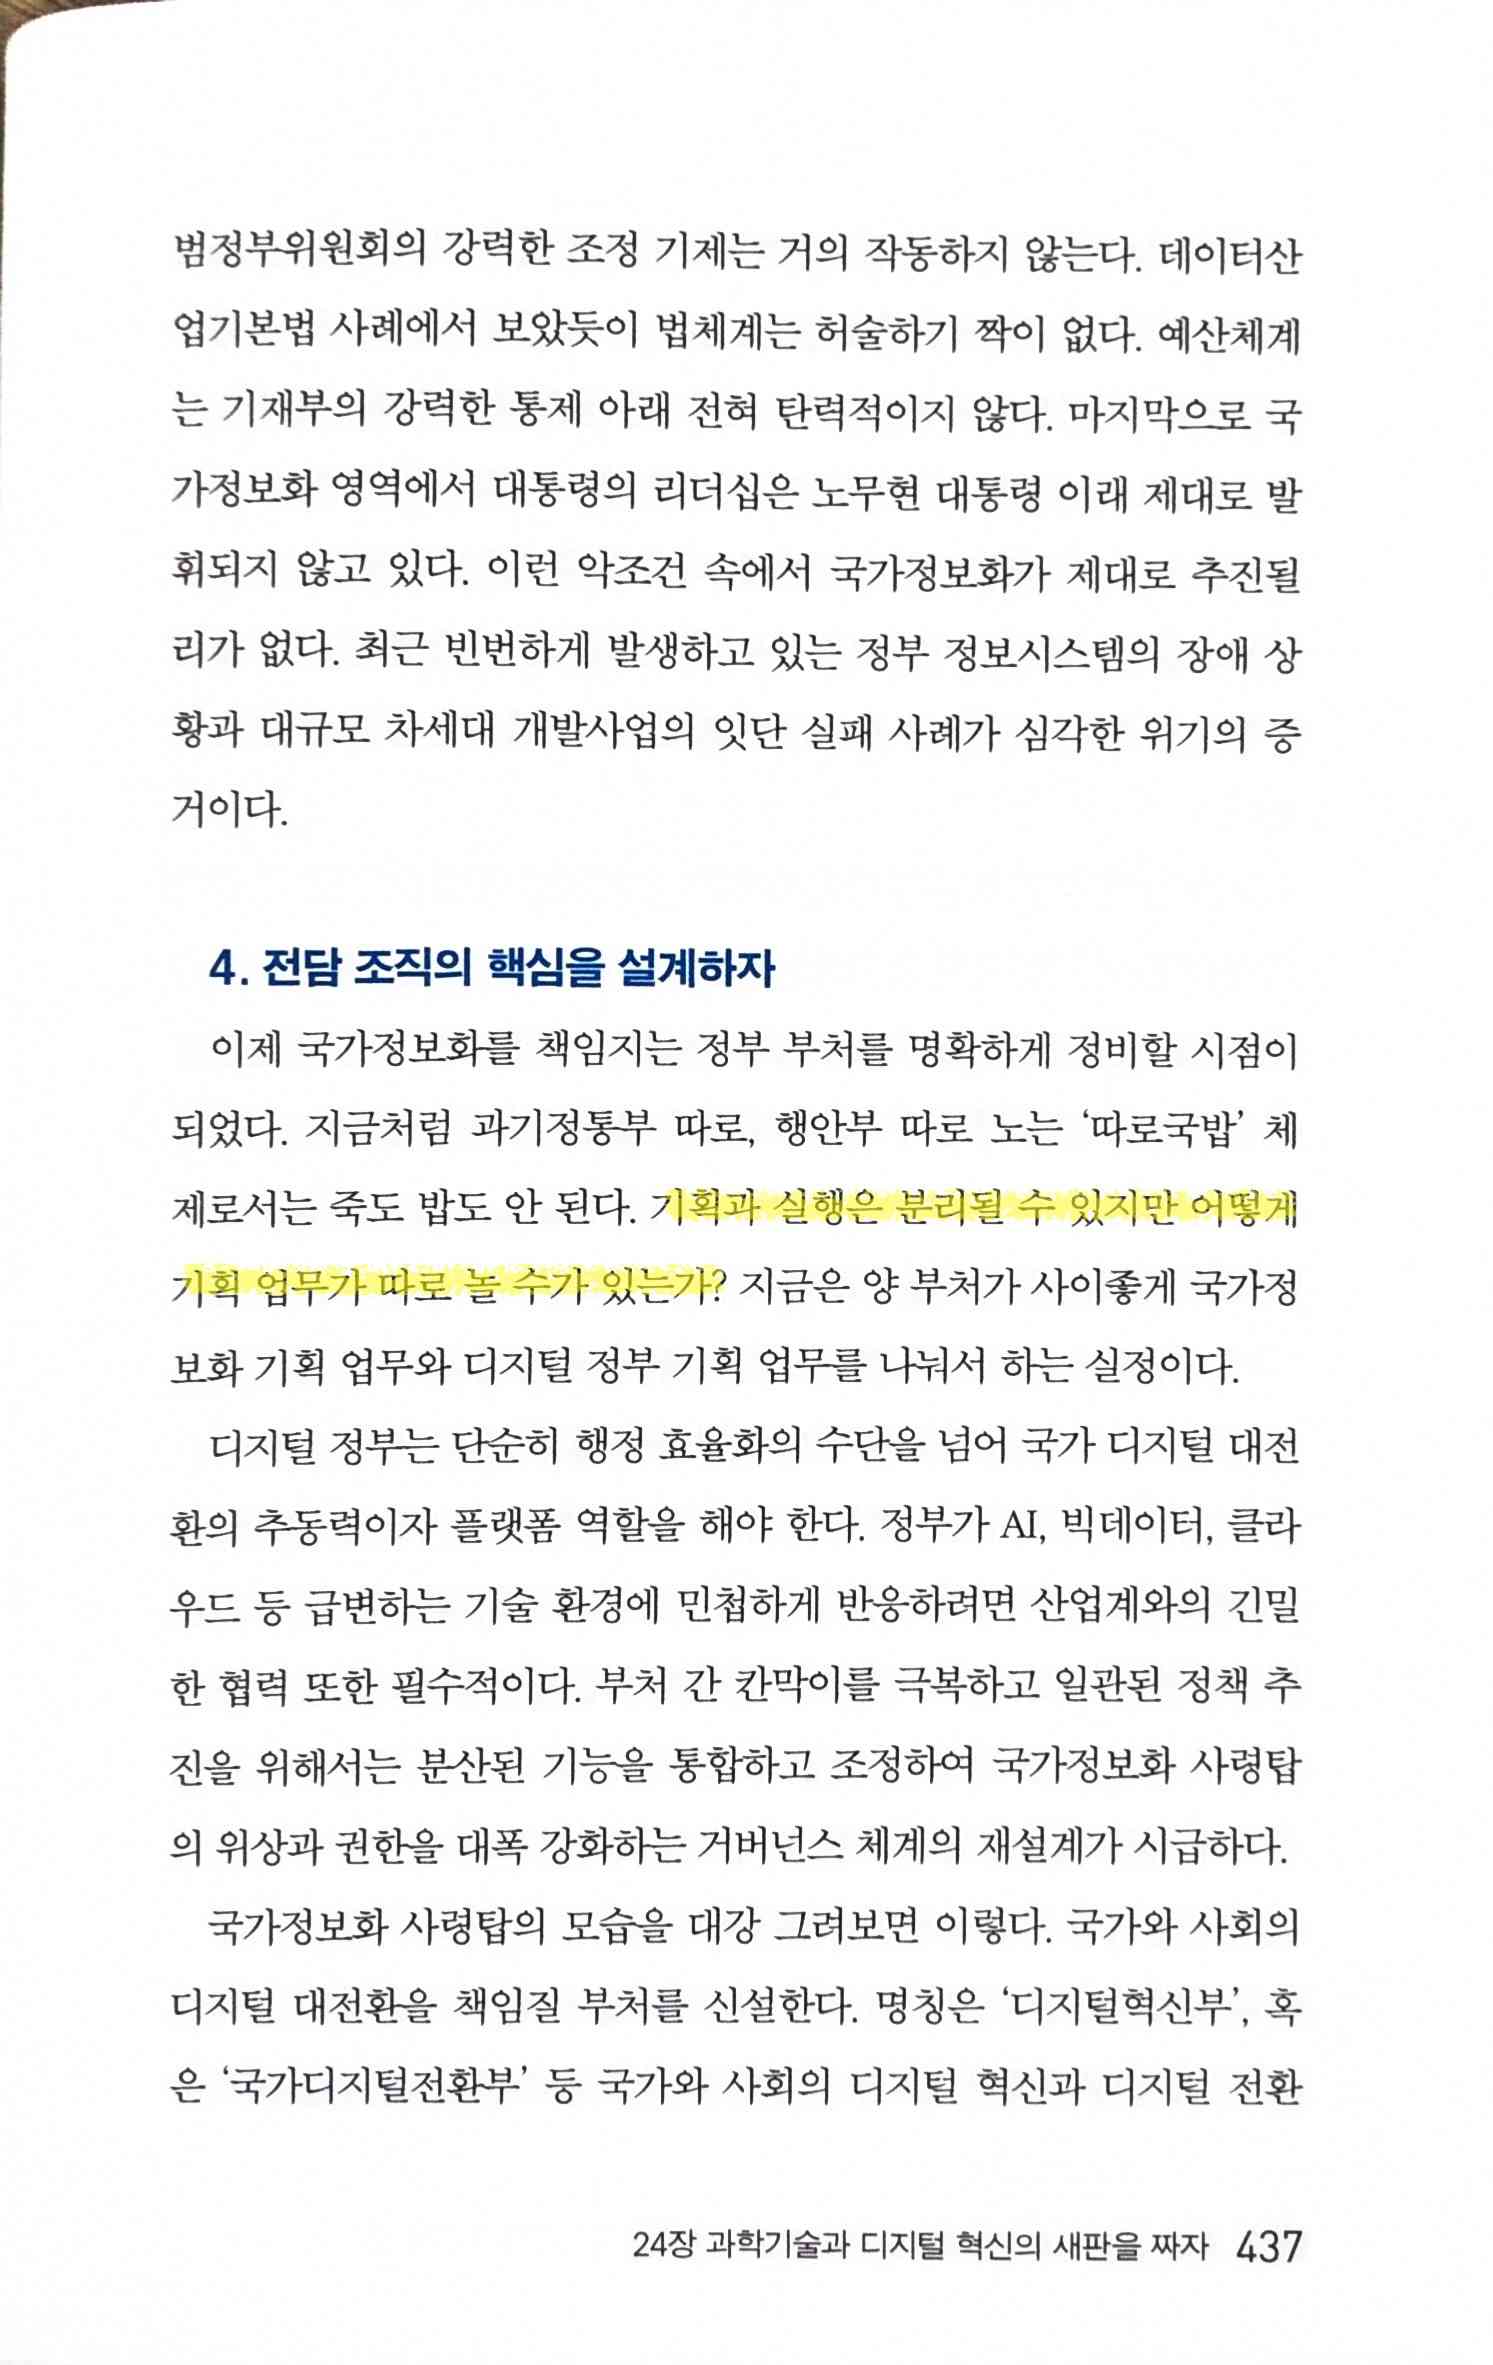 범정부위원회의 강력한 조정 기제는 거의 작동하지 않는다. 데이터산
업기본법 사례에서 보았듯이 법체계는 허술하기 짝이 없다. 예산체계
는 기재부의 강력한 통제 아래 전혀 탄력적이지 않다. 마지막으로 국
가정보화 영역에서 대통령의 리더십은 노무현 대통령 이래 제대로 발
휘되지 않고 있다. 이런 악조건 속에서 국가정보화가 제대로 추진될
리가 없다. 최근 빈번하게 발생하고 있는 정부 정보시스템의 장애 상
황과 대규모 차세대 개발사업의 잇단 실패 사례가 심각한 위기의 증
거이다.
4. 전담 조직의 핵심을 설계하자
이제 국가정보화를 책임지는 정부 부처를 명확하게 정비할 시점이
되었다. 지금처럼 과기정통부 따로, 행안부 따로 노는 ‘따로국밥’ 체
제로서는 죽도 밥도 안 된다. 기획과 실행은 분리될 수 있지만 어떻게
기획 업무가 따로 놀 수가 있는가? 지금은 양 부처가 사이좋게 국가정
보화 기획 업무와 디지털 정부 기획 업무를 나눠서 하는 실정이다.
디지털 정부는 단순히 행정 효율화의 수단을 넘어 국가 디지털 대전
환의 추동력이자 플랫폼 역할을 해야 한다. 정부가 AI, 빅데이터, 클라
우드 등 급변하는 기술 환경에 민첩하게 반응하려면 산업계와의 긴밀
한 협력 또한 필수적이다. 부처 간 칸막이를 극복하고 일관된 정책 추
진을 위해서는 분산된 기능을 통합하고 조정하여 국가정보화 사령탑
의 위상과 권한을 대폭 강화하는 거버넌스 체계의 재설계가 시급하다.
국가정보화 사령탑의 모습을 대강 그려보면 이렇다. 국가와 사회의
디지털 대전환을 책임질 부처를 신설한다. 명칭은 ‘디지털혁신부’, 혹
은 ‘국가디지털전환부’ 등 국가와 사회의 디지털 혁신과 디지털 전환
24장 과학기술과 디지털 혁신의 새판을 짜자 437